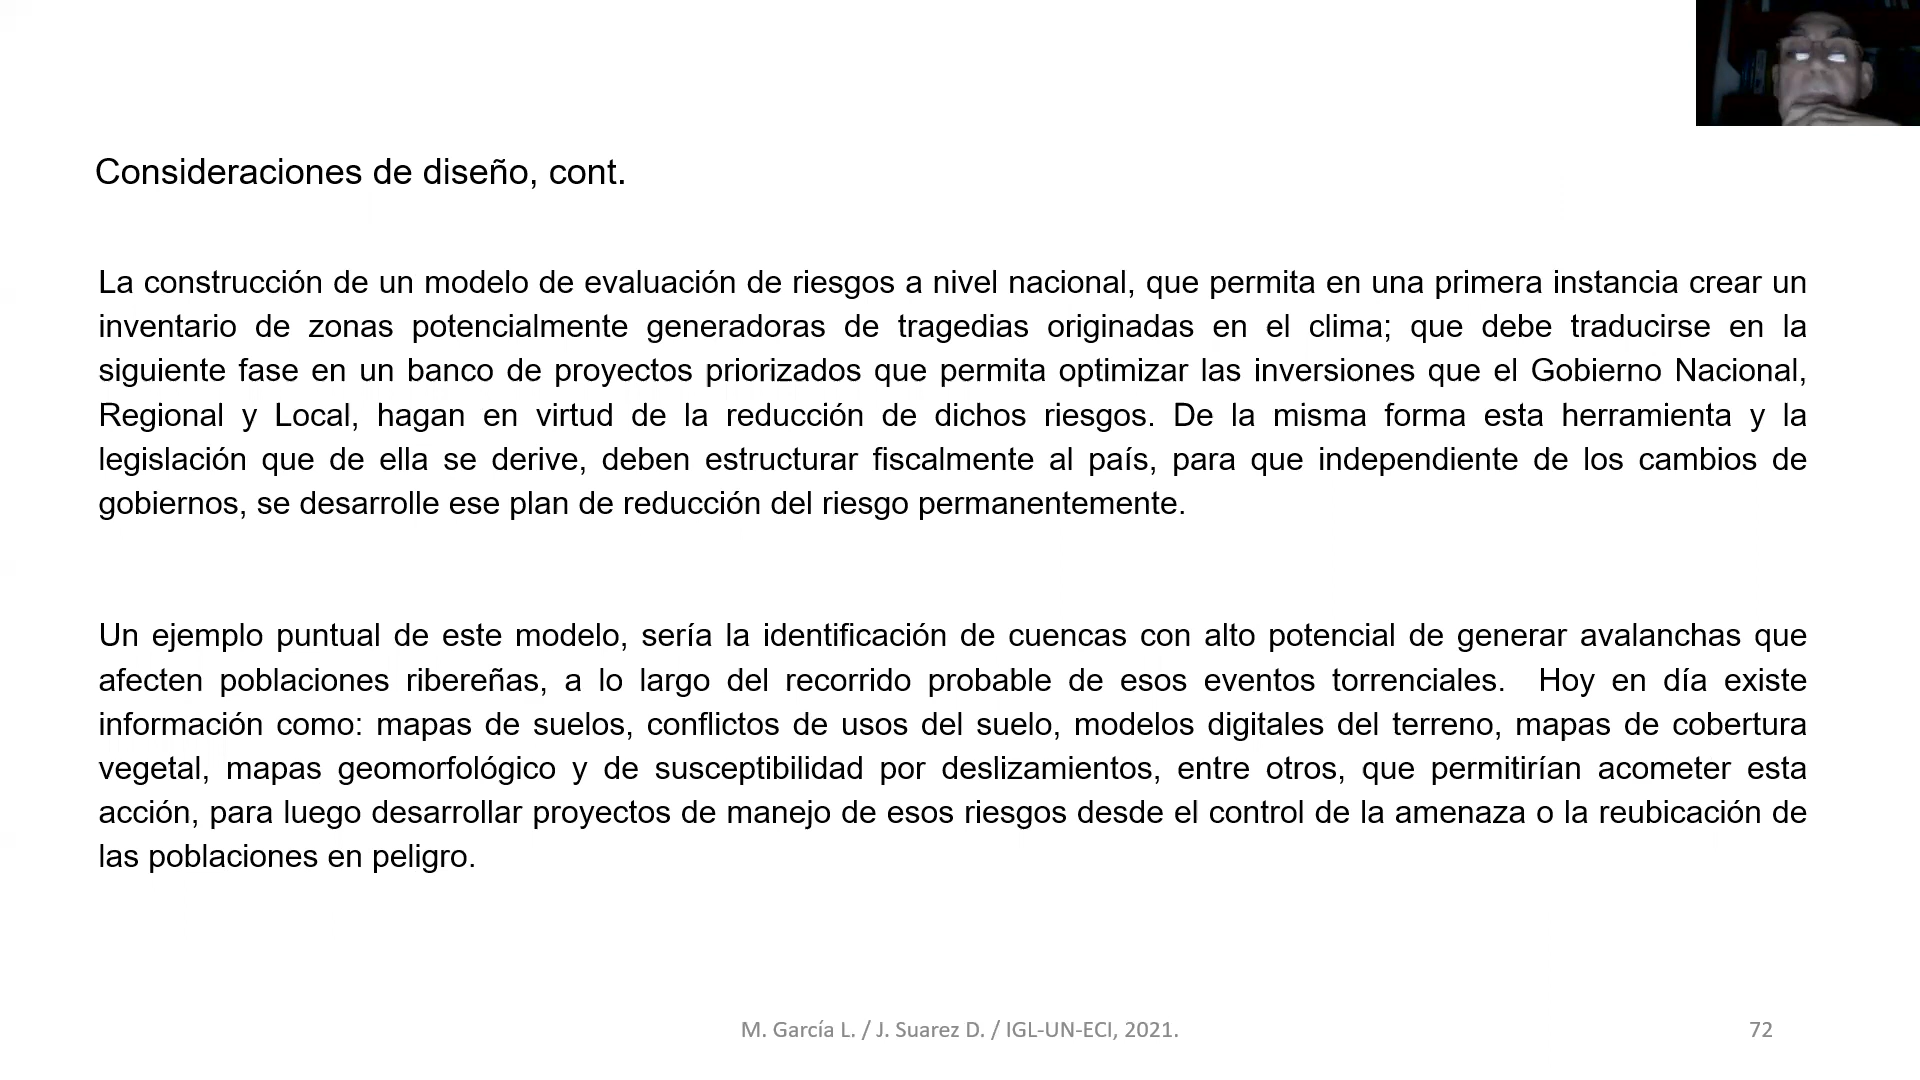 Consideraciones de diseño, cont.
La construcción de un modelo de evaluación de riesgos a nivel nacional, que permita en una primera instancia crear un
inventario de zonas potencialmente generadoras de tragedias originadas en el clima; que debe traducirse en la
siguiente fase en un banco de proyectos priorizados que permita optimizar las inversiones que el Gobierno Nacional,
Regional y Local, hagan en virtud de la reducción de dichos riesgos. De la misma forma esta herramienta y la
legislación que de ella se derive, deben estructurar fiscalmente al país, para que independiente de los cambios de
gobiernos, se desarrolle ese plan de reducción del riesgo permanentemente.
Un ejemplo puntual de este modelo, sería la identificación de cuencas con alto potencial de generar avalanchas que
afecten poblaciones ribereñas, a lo largo del recorrido probable de esos eventos torrenciales. Hoy en día existe
información como: mapas de suelos, conflictos de usos del suelo, modelos digitales del terreno, mapas de cobertura
vegetal, mapas geomorfológico y de susceptibilidad por deslizamientos, entre otros, que permitirían acometer esta
acción, para luego desarrollar proyectos de manejo de esos riesgos desde el control de la amenaza o la reubicación de
las poblaciones en peligro.
M. García L. / J. Suarez D. / IGL-UN-ECI, 2021.
72